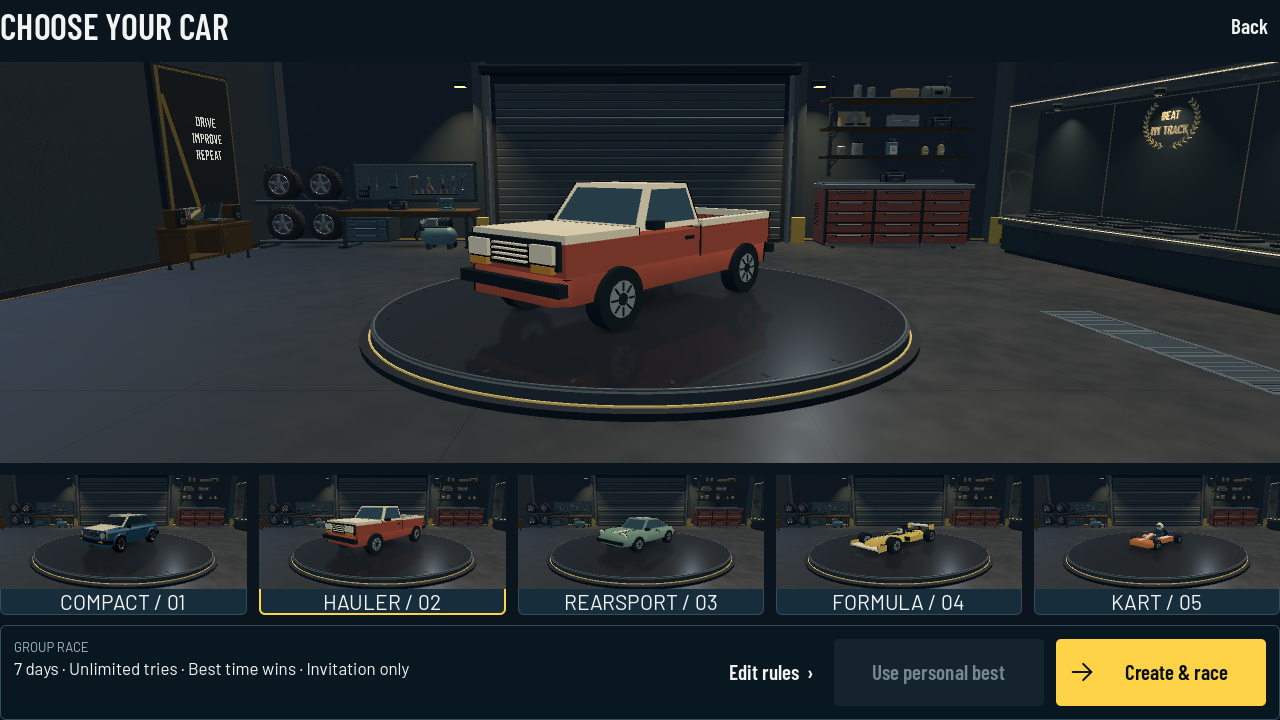 CHOOSE YOUR CAR
Back
DRIVE
IMPROVE
REPEAT
BEAT
MY TRACK
COMPACT / 01
HAULER / 02
REARSPORT / 03
FORMULA / 04
KART / 05
GROUP RACE
7 days · Unlimited tries · Best time wins · Invitation only
Edit rules ›
Use personal best
→ Create & race